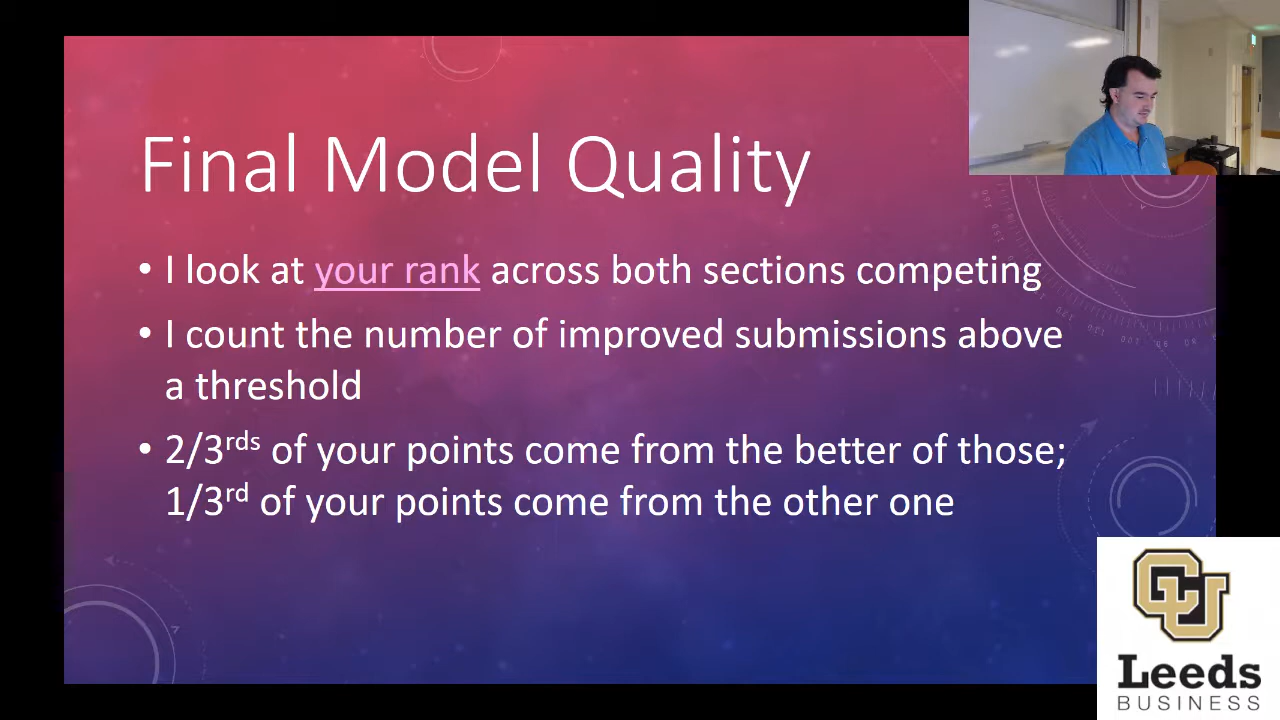 Final Model Quality
• I look at your rank across both sections competing
• I count the number of improved submissions above
a threshold
• 2/3rds of your points come from the better of those;
1/3rd of your points come from the other one
CU
Leeds
BUSINESS